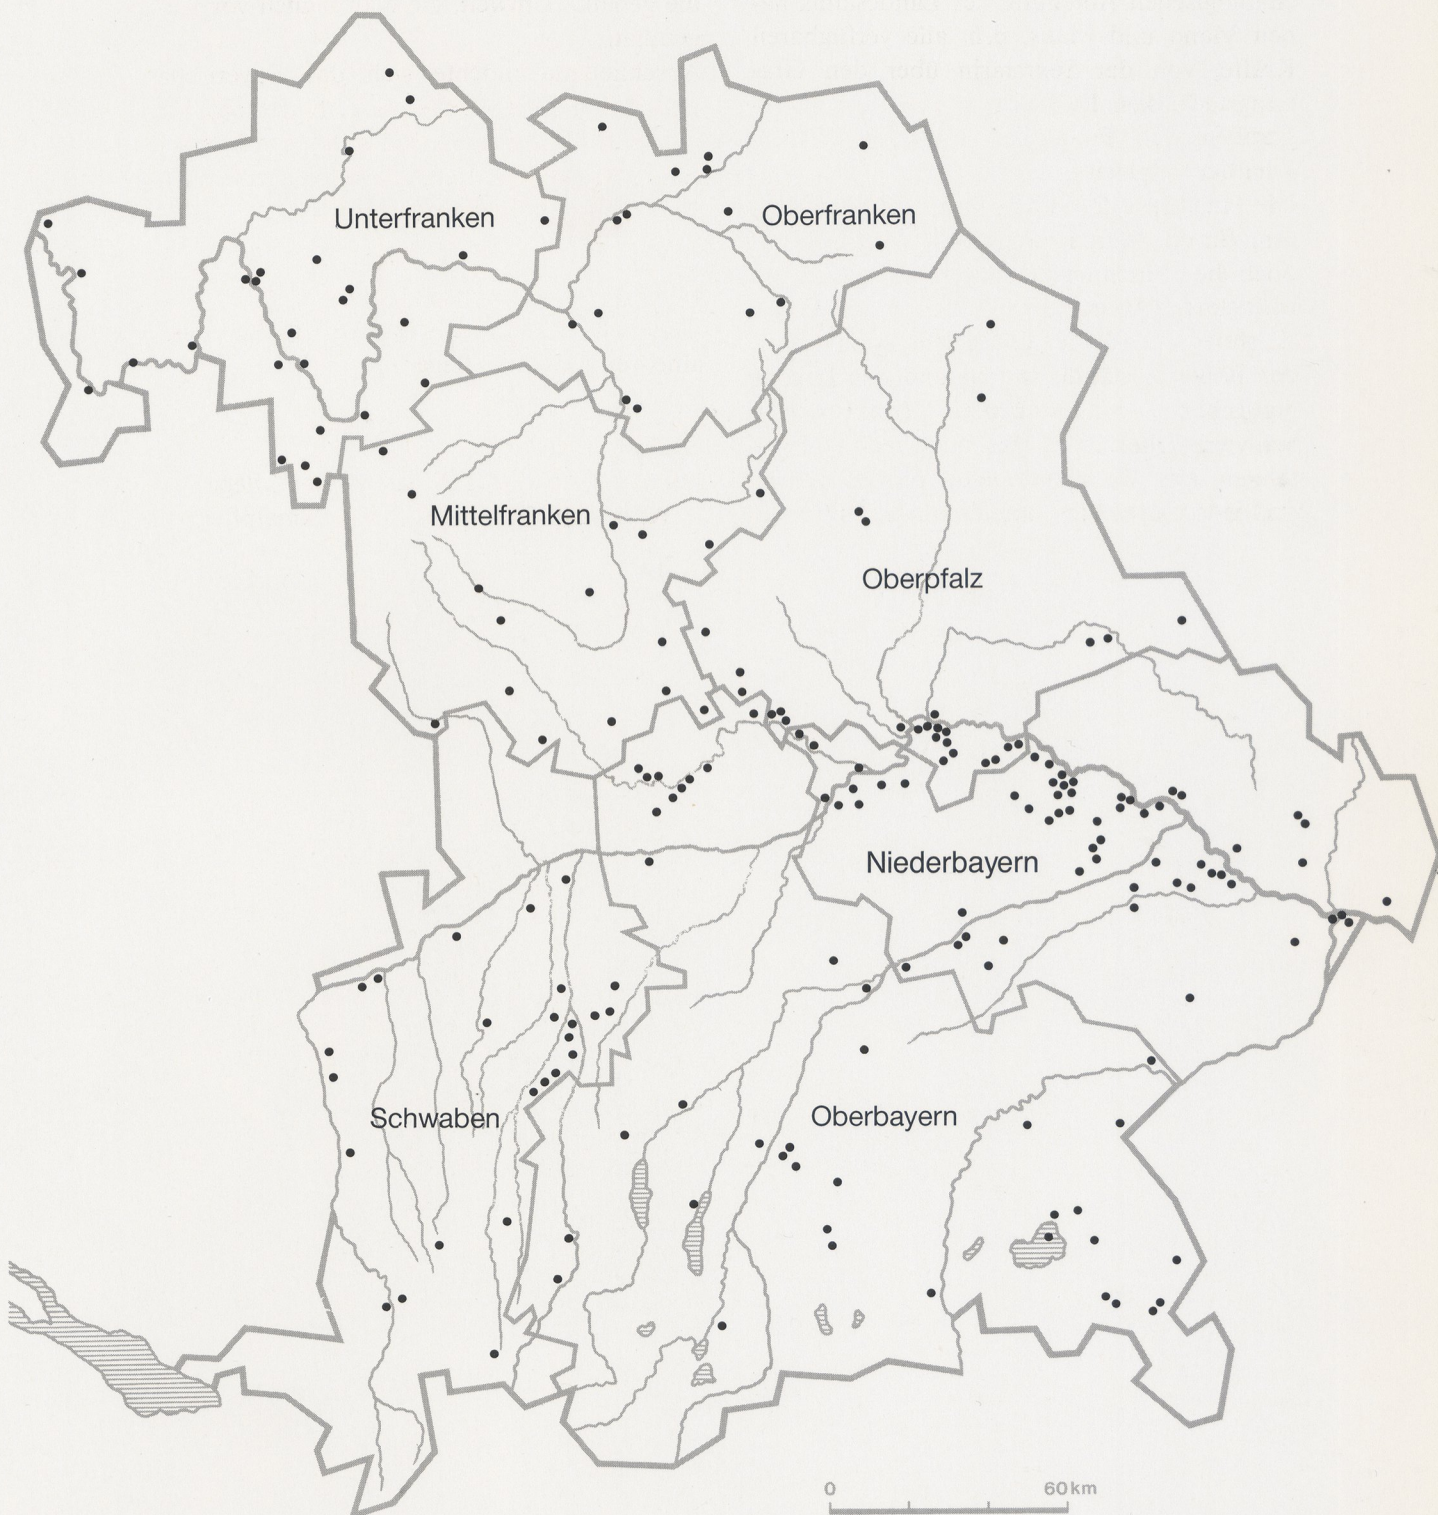 Unterfranken
Oberfranken
Mittelfranken
Oberpfalz
Niederbayern
Schwaben
Oberbayern
0 60 km